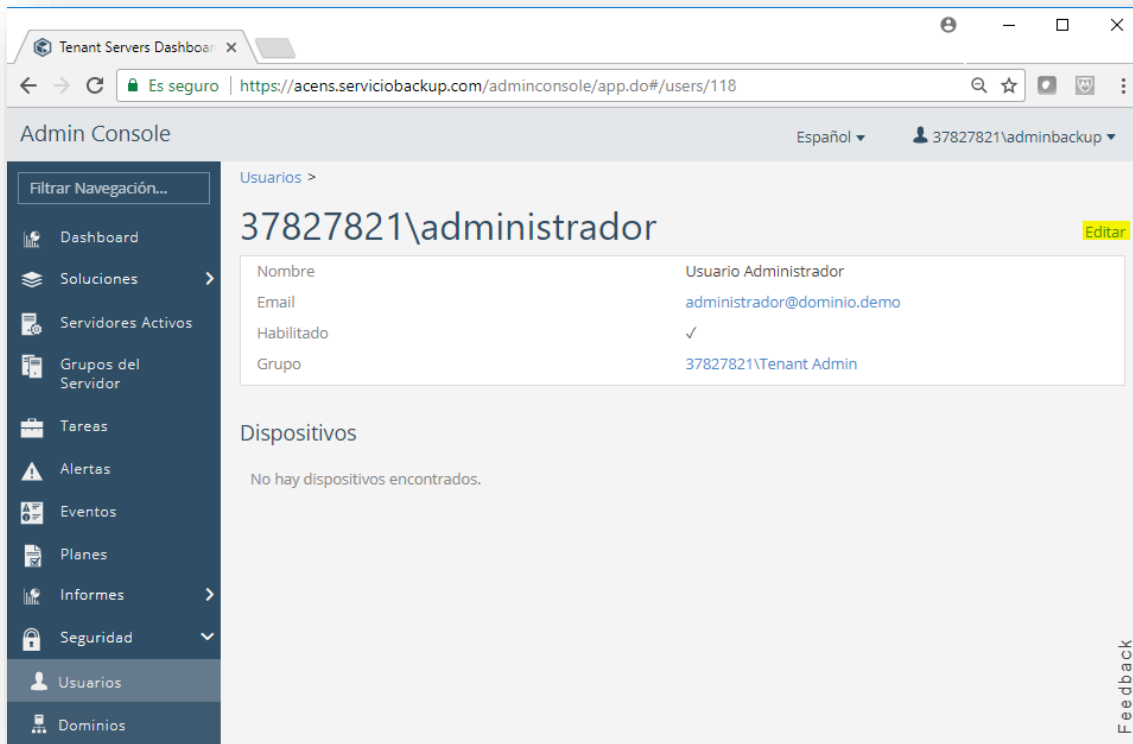 Tenant Servers Dashboar
Es seguro https://acens.serviciobackup.com/adminconsole/app.do#/users/118
Admin Console
Español
37827821\adminbackup
Filtrar Navegación...
Dashboard
Soluciones
Servidores Activos
Grupos del
Servidor
Tareas
Alertas
Eventos
Planes
Informes
Seguridad
Usuarios
Dominios
Usuarios >
37827821\administrador
Editar
Nombre Usuario Administrador
Email administrador@dominio.demo
Habilitado ✓
Grupo 37827821\Tenant Admin
Dispositivos
No hay dispositivos encontrados.
Feedback